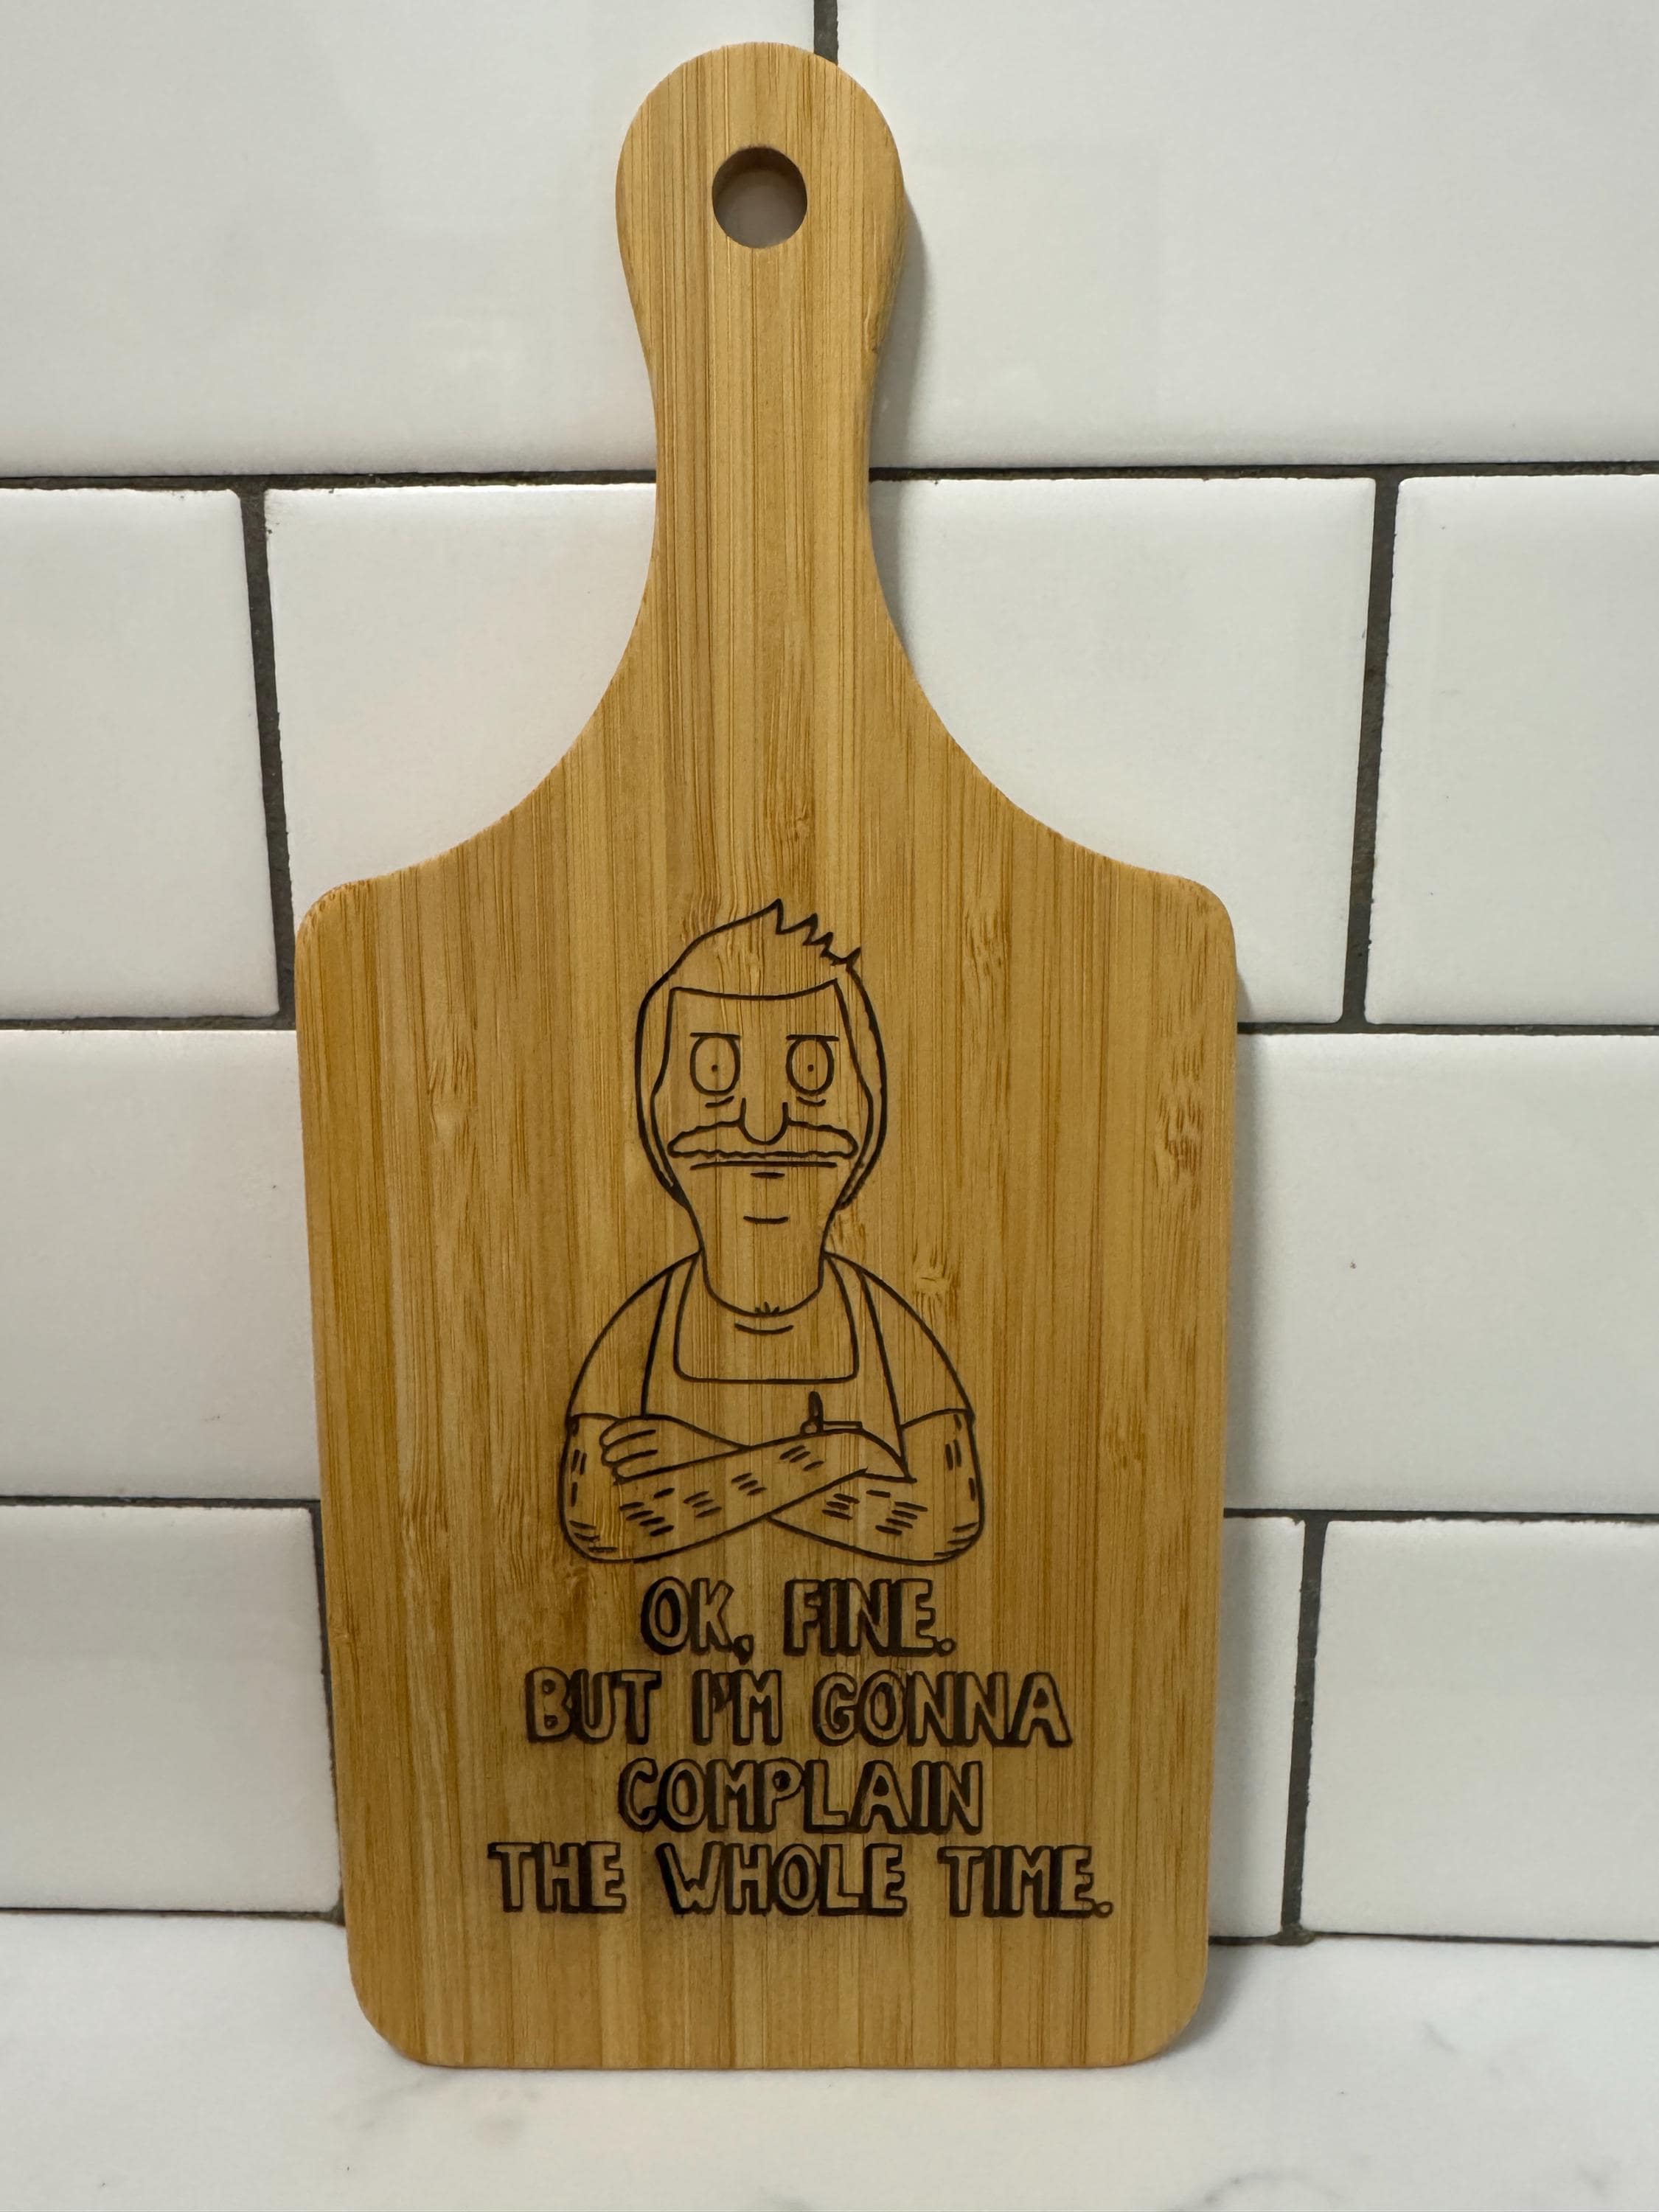 OK, FINE.
BUT I'M GONNA
COMPLAIN
THE WHOLE TIME.